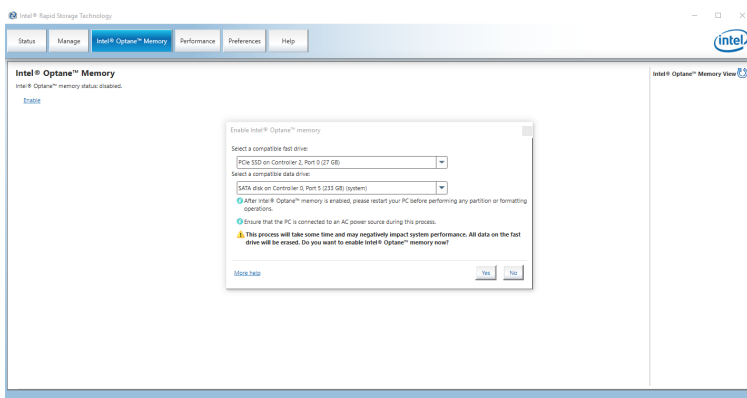 Intel® Rapid Storage Technology
Status
Manage
Intel® Optane™ Memory
Performance
Preferences
Help
intel
Intel® Optane™ Memory
Intel® Optane™ memory status: disabled.
Enable
Intel® Optane™ Memory View
Enable Intel® Optane™ memory
Select a compatible fast drive:
PCIe SSD on Controller 2, Port 0 (27 GB)
Select a compatible data drive:
SATA disk on Controller 0, Port 5 (233 GB) (system)
After Intel® Optane™ memory is enabled, please restart your PC before performing any partition or formatting
operations.
Ensure that the PC is connected to an AC power source during this process.
This process will take some time and may negatively impact system performance. All data on the fast
drive will be erased. Do you want to enable Intel® Optane™ memory now?
More help
Yes
No